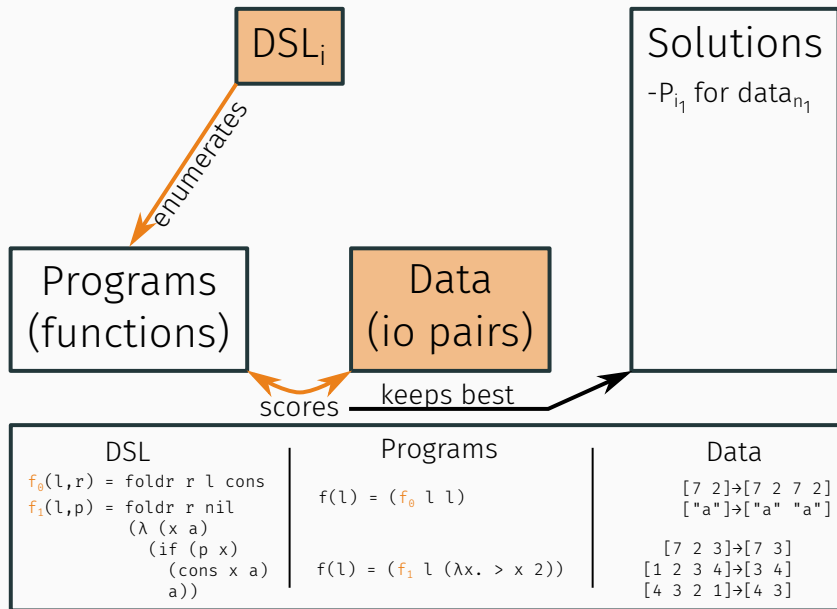 DSLi
Solutions
-Pi1 for datan1
enumerates
Programs
(functions)
Data
(io pairs)
scores
keeps best
DSL
f0(l,r) = foldr r l cons
f1(l,p) = foldr r nil
(λ (x a)
(if (p x)
(cons x a)
a))
Programs
f(l) = (f0 l l)
f(l) = (f1 l (λx. > x 2))
Data
[7 2]→[7 2 7 2]
["a"]→["a" "a"]
[7 2 3]→[7 3]
[1 2 3 4]→[3 4]
[4 3 2 1]→[4 3]